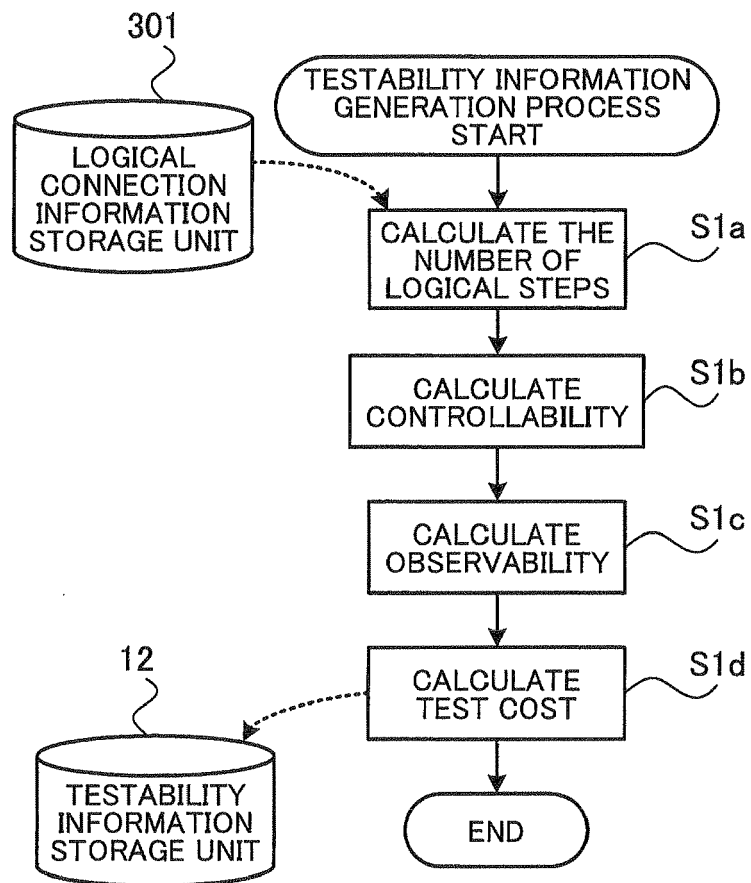 301
TESTABILITY INFORMATION
GENERATION PROCESS
START
LOGICAL
CONNECTION
INFORMATION
STORAGE UNIT
CALCULATE THE
NUMBER OF
LOGICAL STEPS
S1a
CALCULATE
CONTROLLABILITY
S1b
CALCULATE
OBSERVABILITY
S1c
CALCULATE
TEST COST
S1d
12
TESTABILITY
INFORMATION
STORAGE UNIT
END